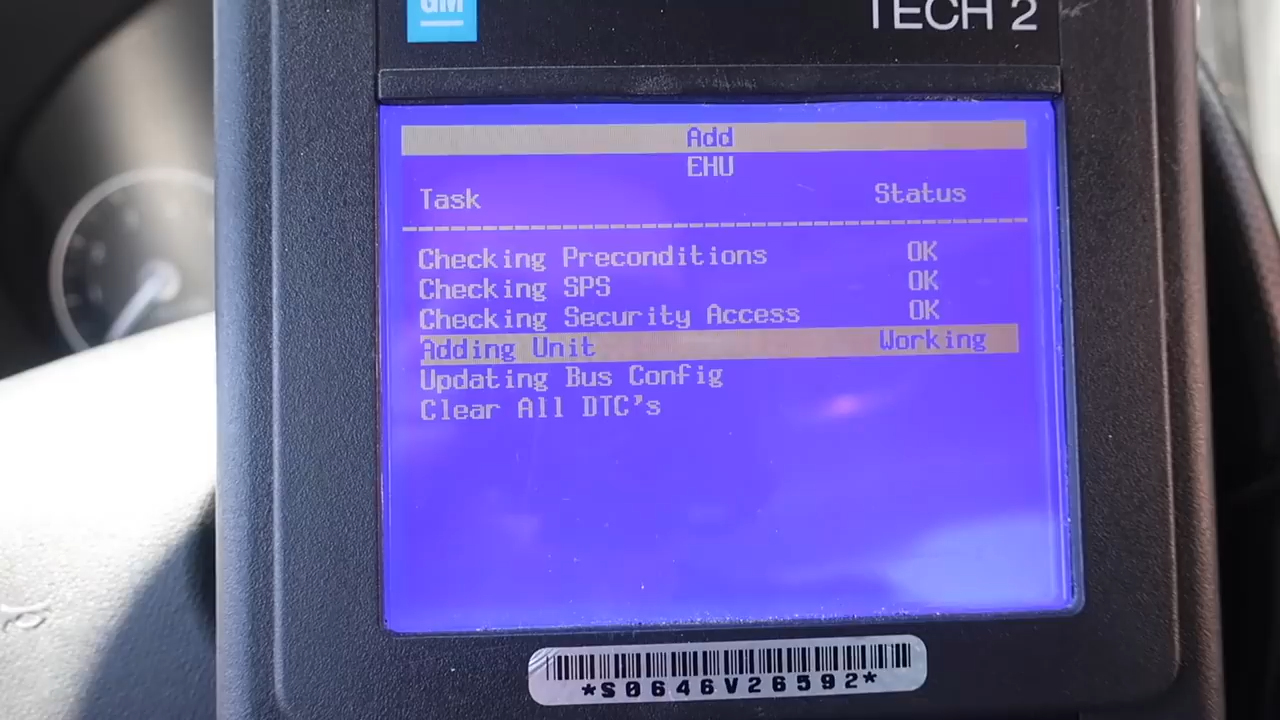 GM
TECH 2
Add
EHU
Task Status
Checking Preconditions OK
Checking SPS OK
Checking Security Access OK
Adding Unit Working
Updating Bus Config
Clear All DTC's
*S0646V26592*